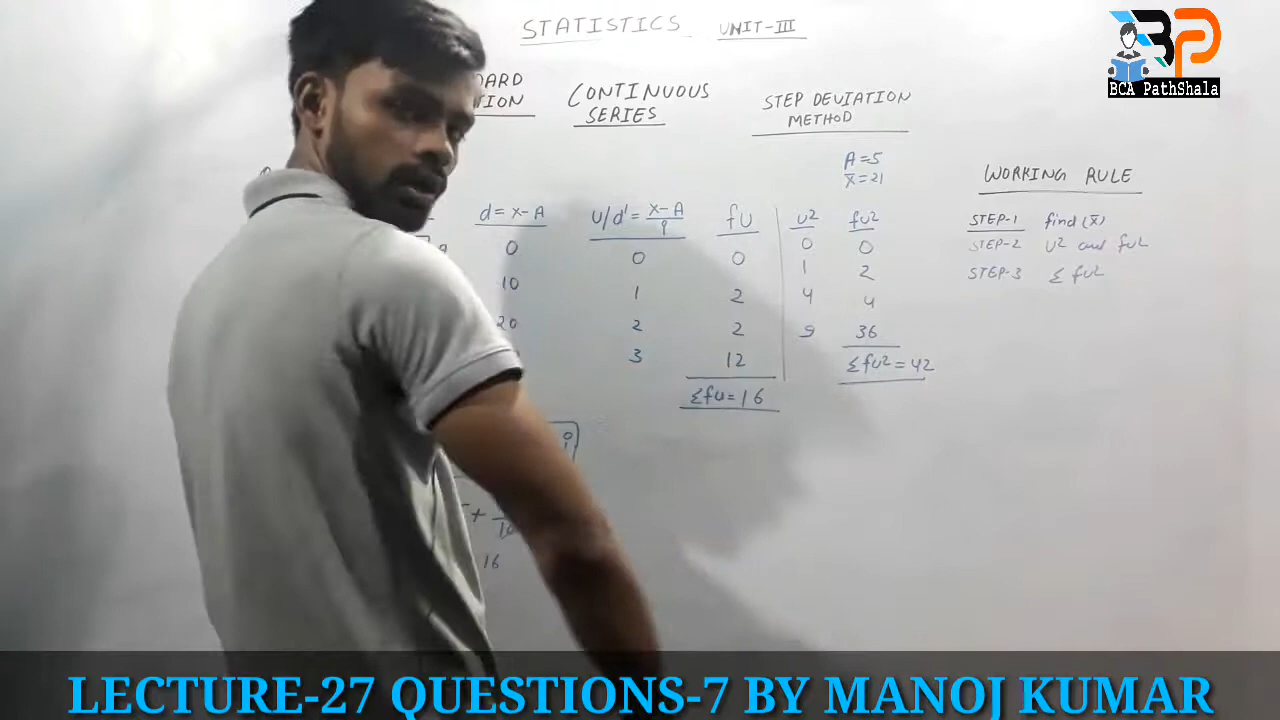 STATISTICS UNIT-III
BCA PathShala
ARD
TION
CONTINUOUS
SERIES
STEP DEVIATION
METHOD
A=5
x̄=21
WORKING RULE
d=x-A U/d'=x-A/i fU U² fU²
STEP-1 find (x̄)
STEP-2 U² and fU²
STEP-3 Σ fU²
0 0 0 0 0
10 1 2 1 2
20 2 2 4 4
3 12 9 36
ΣfU²=42
ΣfU=16
16
LECTURE-27 QUESTIONS-7 BY MANOJ KUMAR